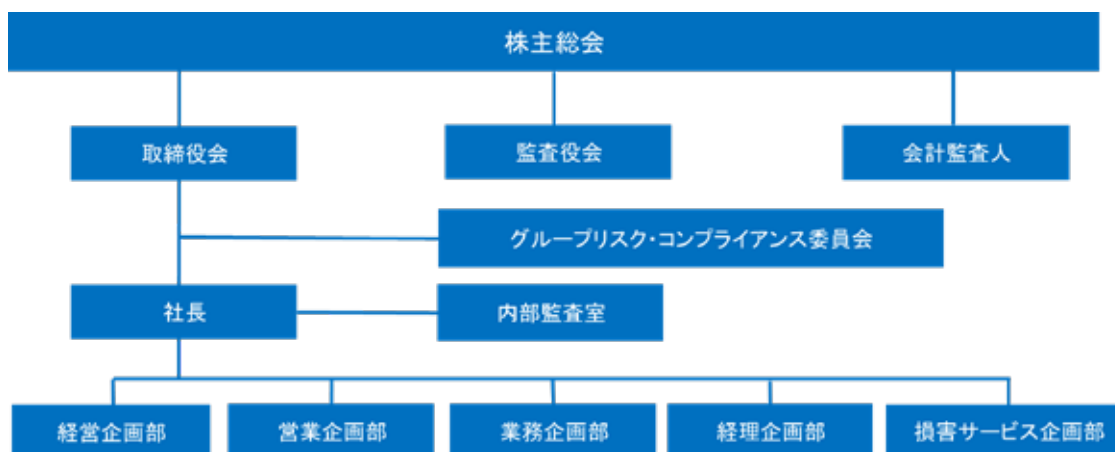 株主総会
取締役会
監査役会
会計監査人
グループリスク・コンプライアンス委員会
社長
内部監査室
経営企画部
営業企画部
業務企画部
経理企画部
損害サービス企画部